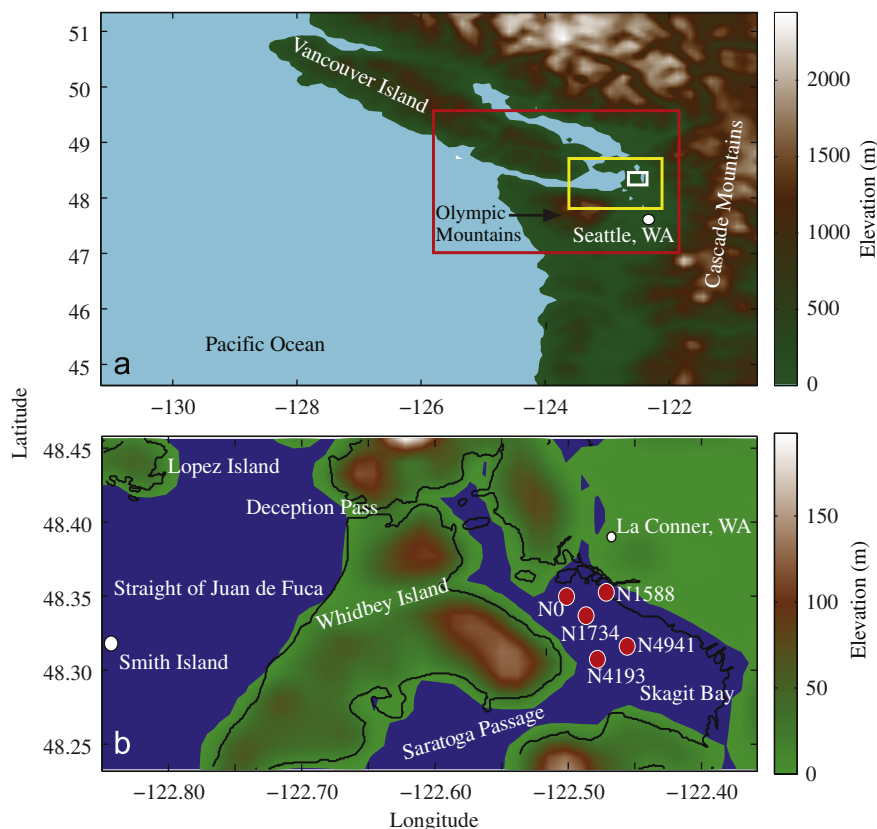 51
50
49
48
47
46
45
Vancouver Island
Olympic
Mountains
Seattle, WA
Cascade Mountains
Pacific Ocean
a
−130
−128
−126
−124
−122
2000
1500
1000
500
0
Elevation (m)
Latitude
48.45
48.40
48.35
48.30
48.25
Lopez Island
Deception Pass
La Conner, WA
Straight of Juan de Fuca
Whidbey Island
N0
N1588
N1734
N4941
N4193
Smith Island
Skagit Bay
Saratoga Passage
b
−122.80
−122.70
−122.60
−122.50
−122.40
Longitude
150
100
50
0
Elevation (m)